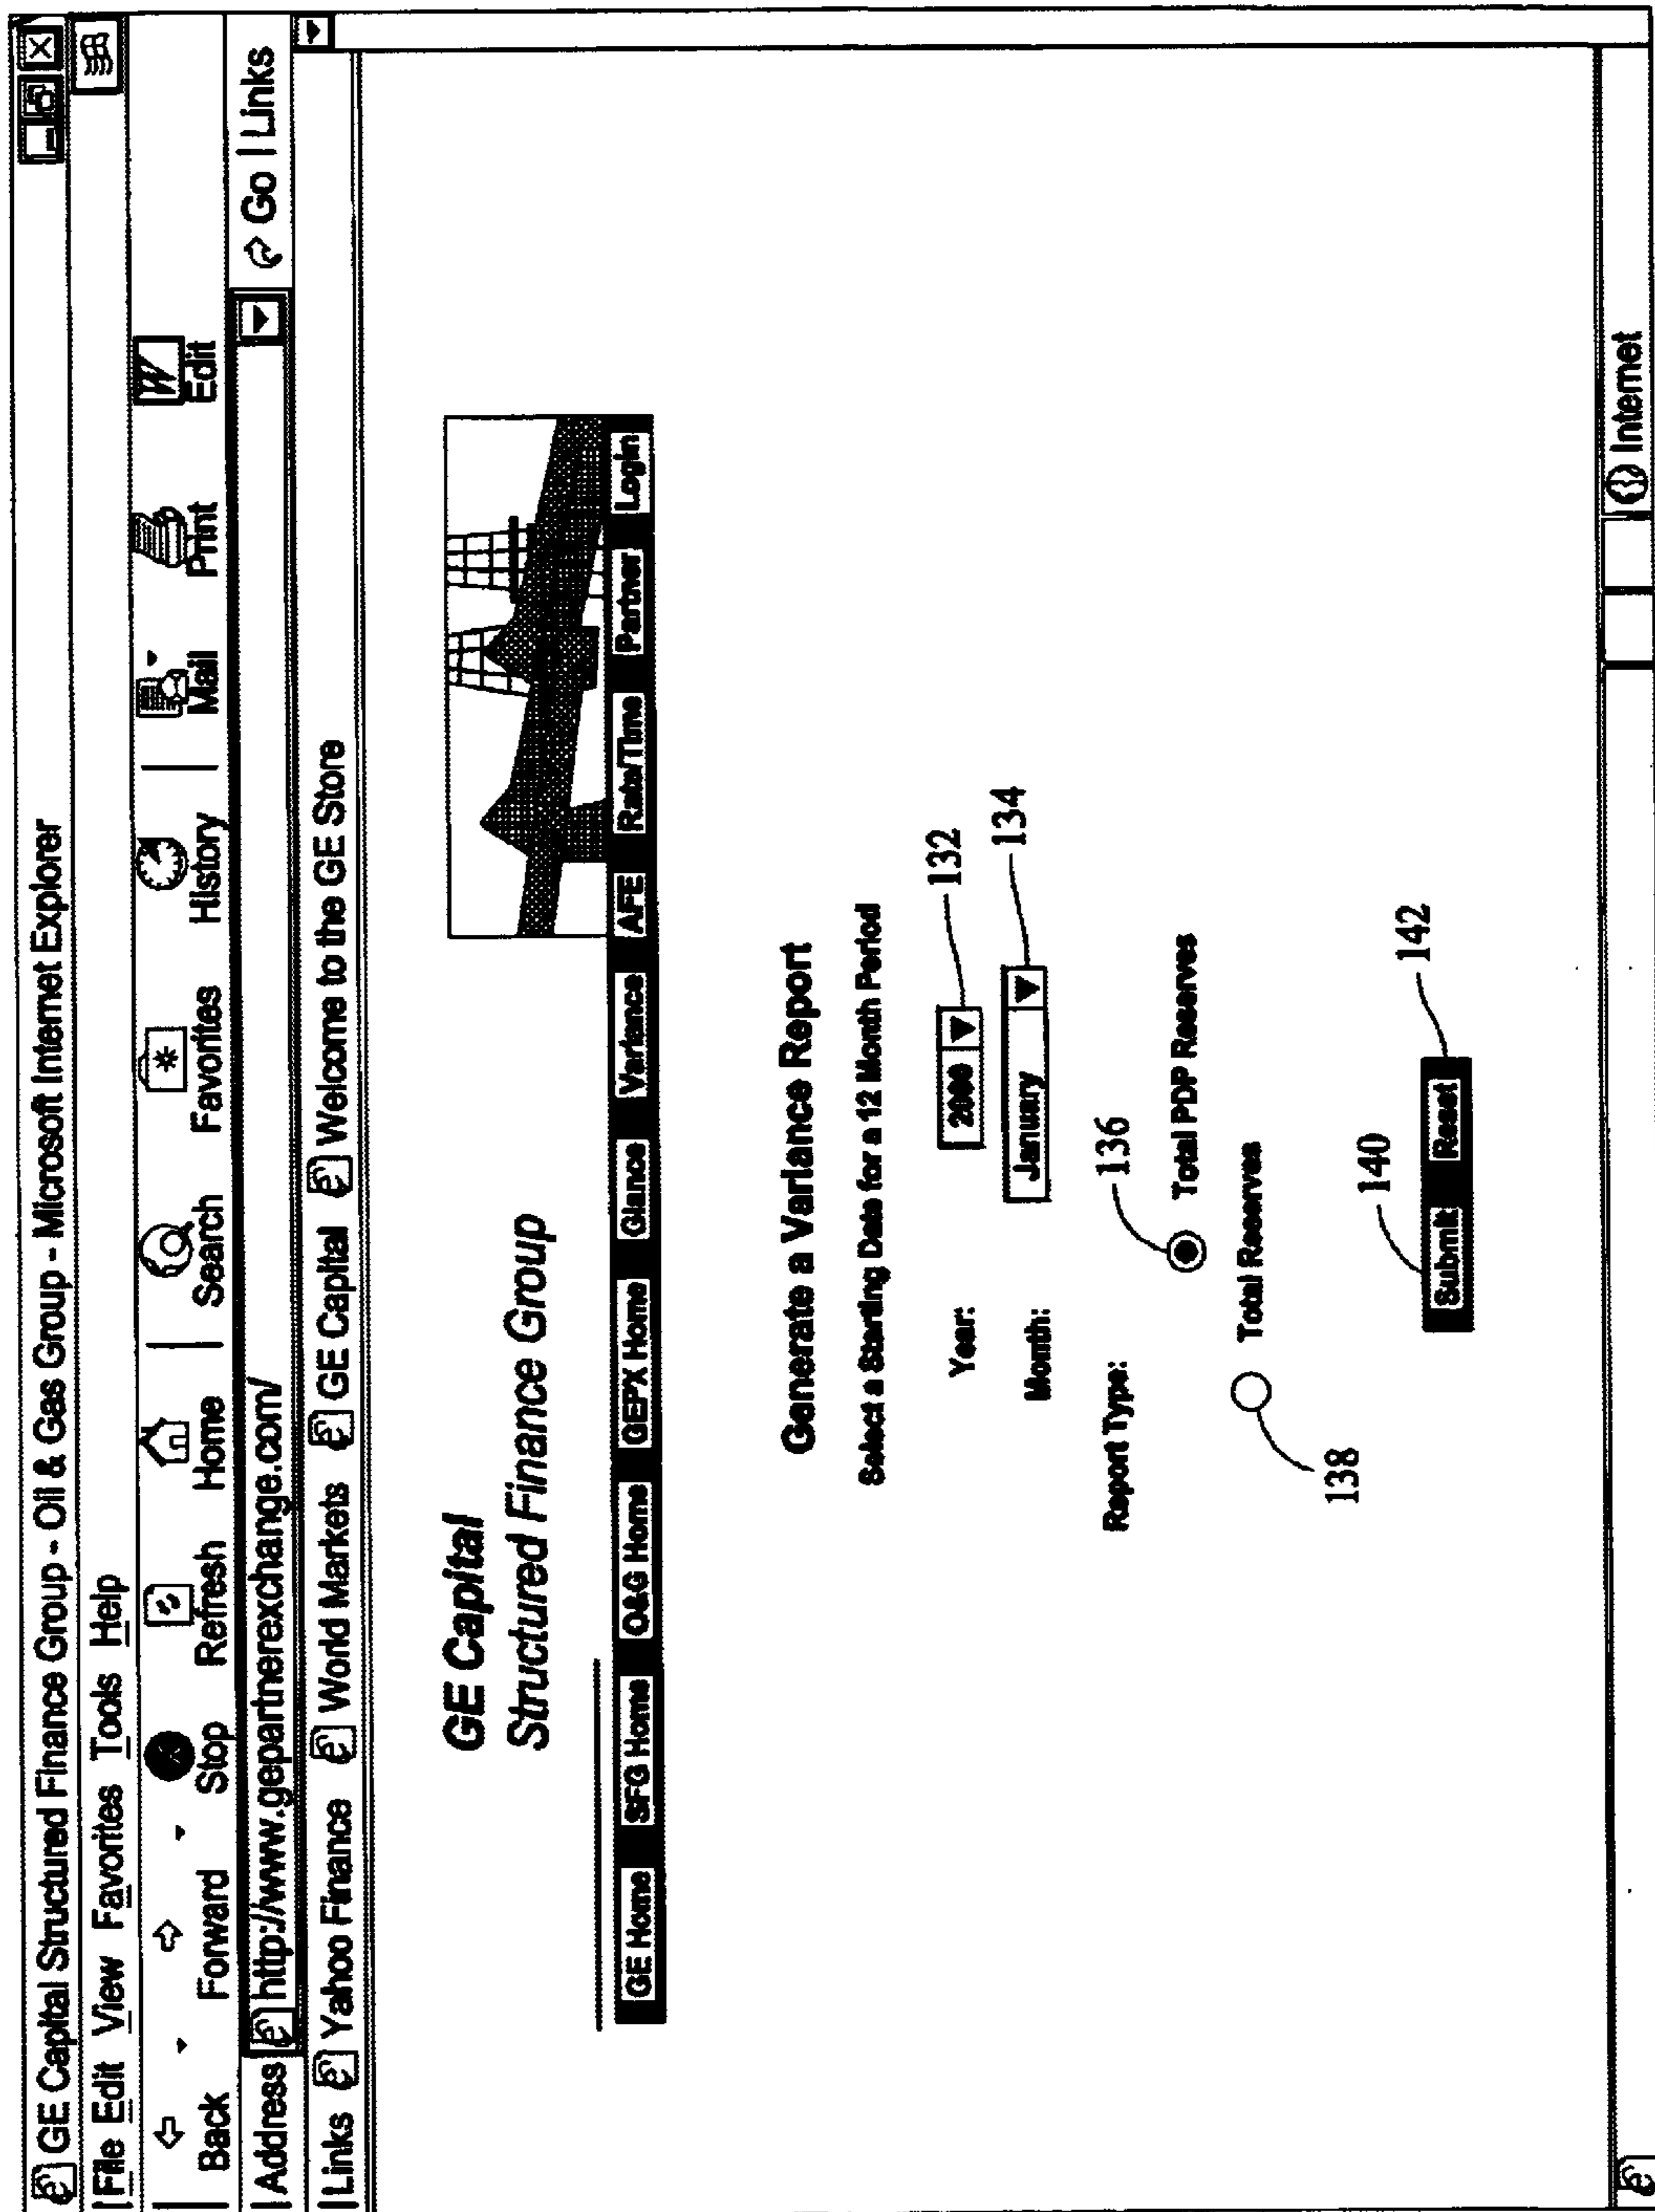 GE Capital Structured Finance Group - Oil & Gas Group - Microsoft Internet Explorer
File Edit View Favorites Tools Help
Back Forward Stop Refresh Home Search Favorites History Mail Print Edit
Address http://www.gepartnerexchange.com/ Go Links
Links Yahoo Finance World Markets GE Capital Welcome to the GE Store
GE Capital
Structured Finance Group
GE Home SFG Home O&G Home GEPX Home Glance Variance AFE Rate/Time Partner Login
Generate a Variance Report
Select a Starting Date for a 12 Month Period
Year: 2000 132
Month: January 134
Report Type: 136
Total PDP Reserves
Total Reserves
138
140 142
Submit Reset
Internet